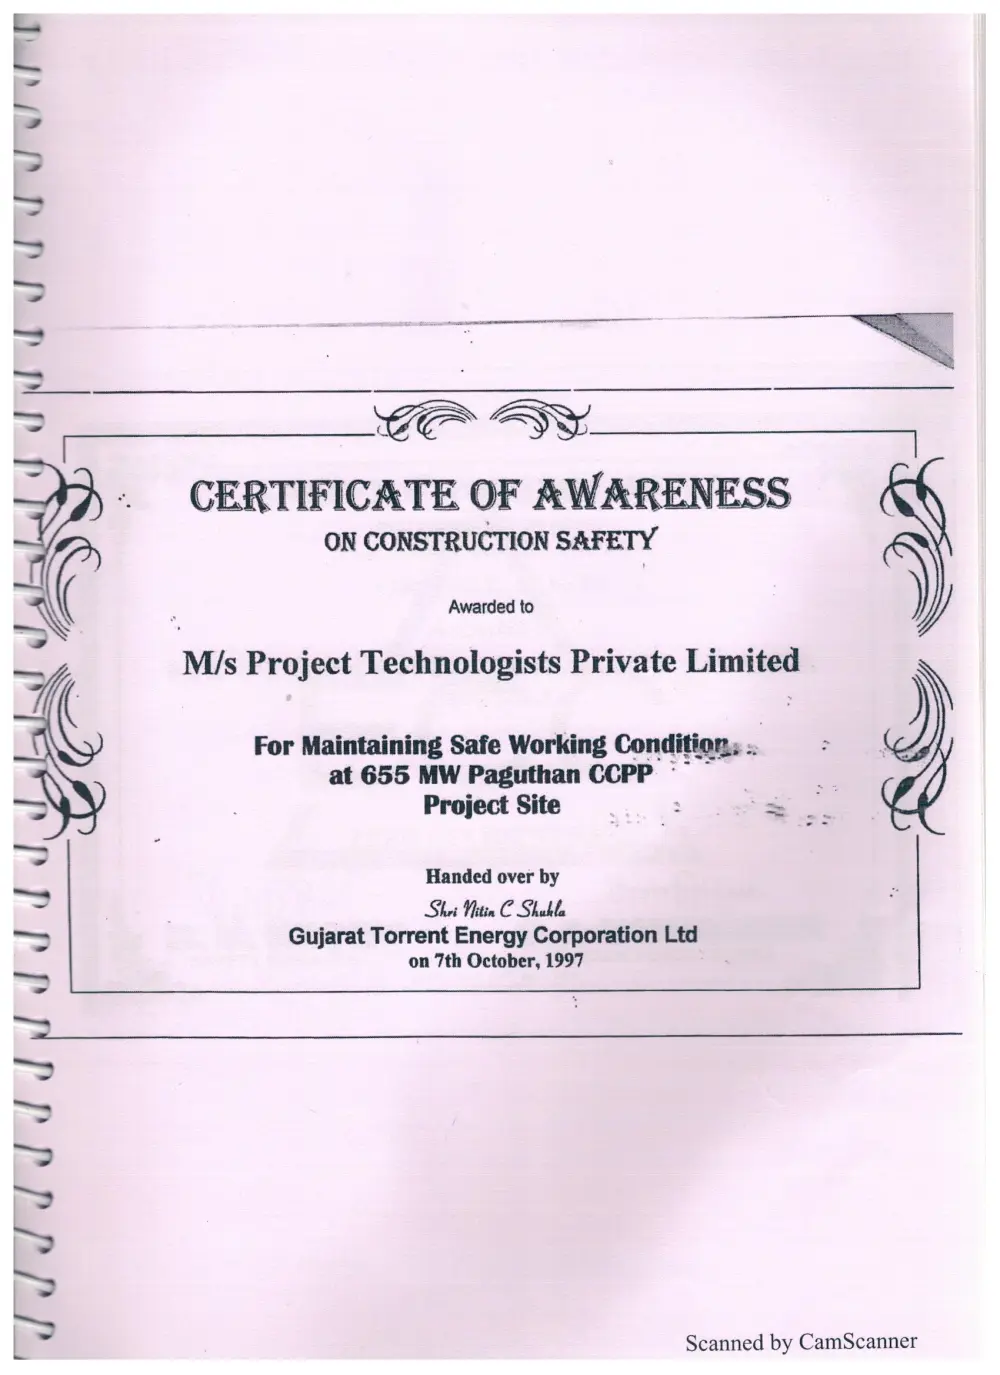 CERTIFICATE OF AWARENESS
ON CONSTRUCTION SAFETY
Awarded to
M/s Project Technologists Private Limited
For Maintaining Safe Working Condition
at 655 MW Paguthan CCPP
Project Site
Handed over by
Shri Nitin C Shukla
Gujarat Torrent Energy Corporation Ltd
on 7th October, 1997
Scanned by CamScanner